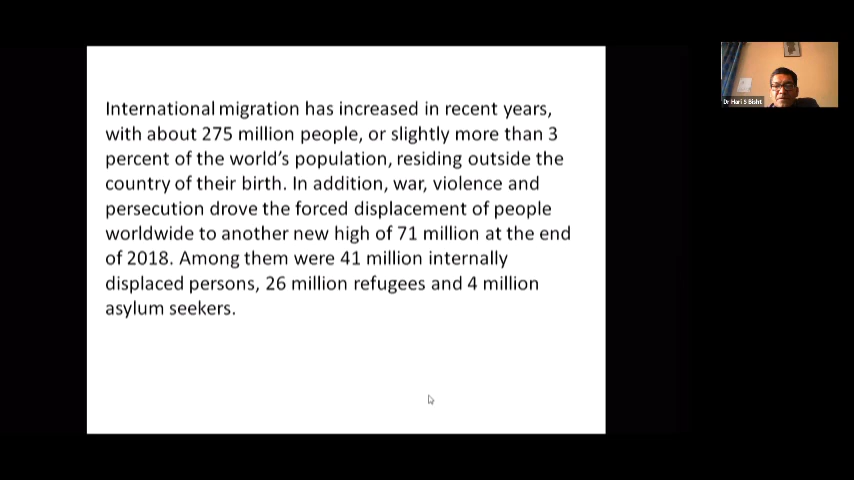 International migration has increased in recent years,
with about 275 million people, or slightly more than 3
percent of the world's population, residing outside the
country of their birth. In addition, war, violence and
persecution drove the forced displacement of people
worldwide to another new high of 71 million at the end
of 2018. Among them were 41 million internally
displaced persons, 26 million refugees and 4 million
asylum seekers.
Dr Hari S Bisht